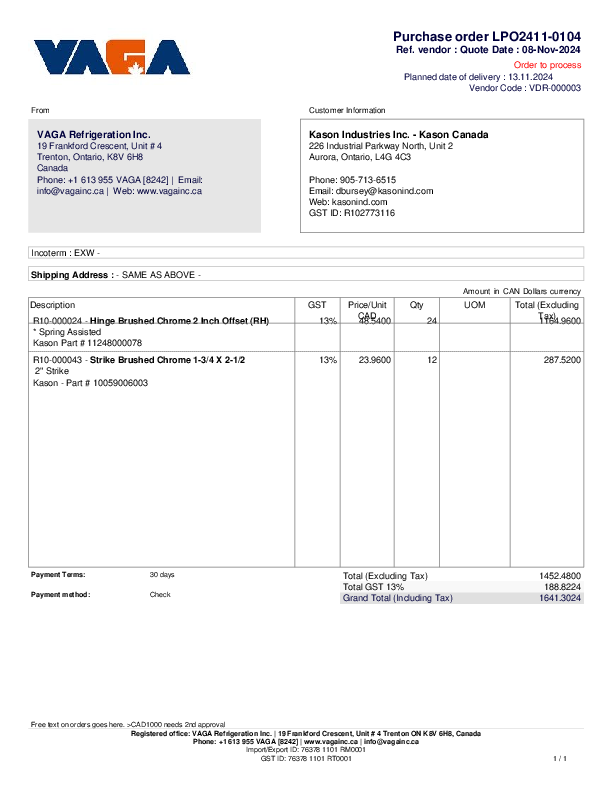 VAGA
Purchase order LPO2411-0104
Ref. vendor : Quote Date : 08-Nov-2024
Order to process
Planned date of delivery : 13.11.2024
Vendor Code : VDR-000003
From
Customer Information
VAGA Refrigeration Inc.
19 Frankford Crescent, Unit # 4
Trenton, Ontario, K8V 6H8
Canada
Phone: +1 613 955 VAGA [8242] | Email:
info@vagainc.ca | Web: www.vagainc.ca
Kason Industries Inc. - Kason Canada
226 Industrial Parkway North, Unit 2
Aurora, Ontario, L4G 4C3
Phone: 905-713-6515
Email: dbursey@kasonind.com
Web: kasonind.com
GST ID: R102773116
Incoterm : EXW -
Shipping Address : - SAME AS ABOVE -
Amount in CAN Dollars currency
Description GST Price/Unit CAD Qty UOM Total (Excluding Tax)
R10-000024 - Hinge Brushed Chrome 2 Inch Offset (RH) 13% 48.5400 24 1164.9600
* Spring Assisted
Kason Part # 11248000078
R10-000043 - Strike Brushed Chrome 1-3/4 X 2-1/2 13% 23.9600 12 287.5200
2" Strike
Kason - Part # 10059006003
Payment Terms: 30 days
Payment method: Check
Total (Excluding Tax) 1452.4800
Total GST 13% 188.8224
Grand Total (Including Tax) 1641.3024
Free text on orders goes here. >CAD1000 needs 2nd approval
Registered office: VAGA Refrigeration Inc. | 19 Frankford Crescent, Unit # 4 Trenton ON K8V 6H8, Canada
Phone: +1 613 955 VAGA [8242] | www.vagainc.ca | info@vagainc.ca
Import/Export ID: 76378 1101 RM0001
GST ID: 76378 1101 RT0001
1 / 1